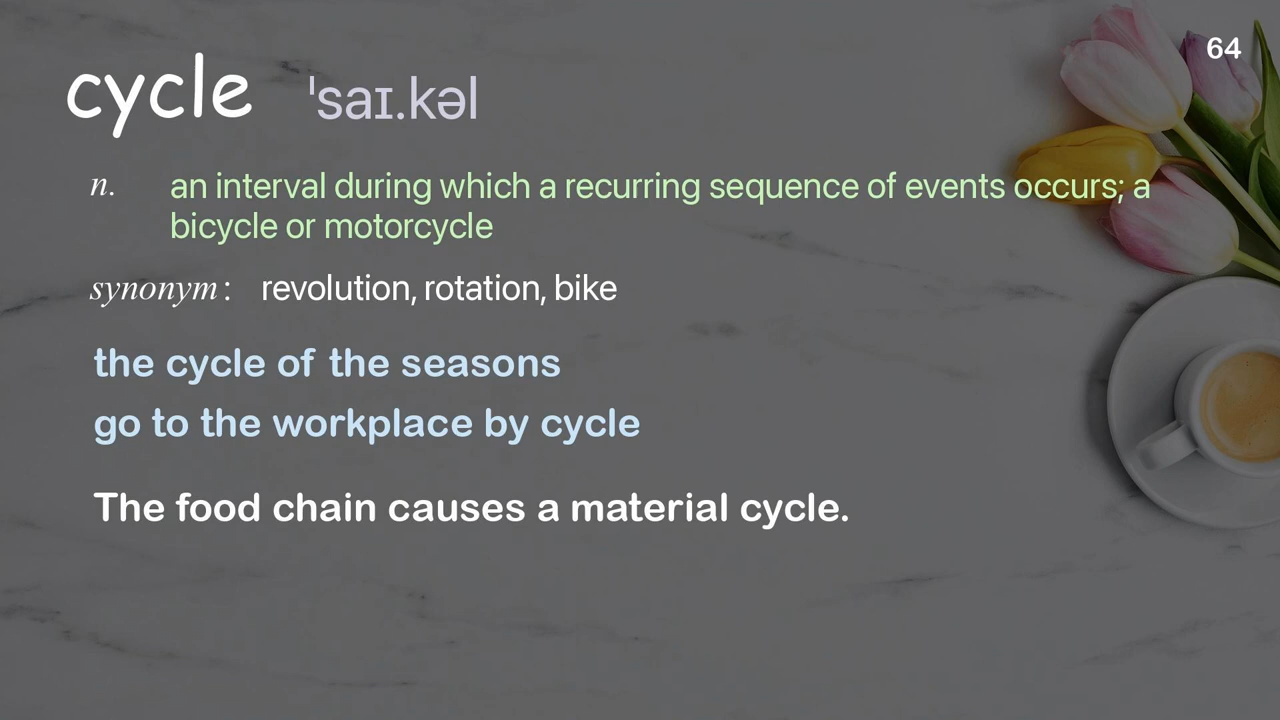 64
cycle ˈsaɪ.kəl
n. an interval during which a recurring sequence of events occurs; a
bicycle or motorcycle
synonym: revolution, rotation, bike
the cycle of the seasons
go to the workplace by cycle
The food chain causes a material cycle.